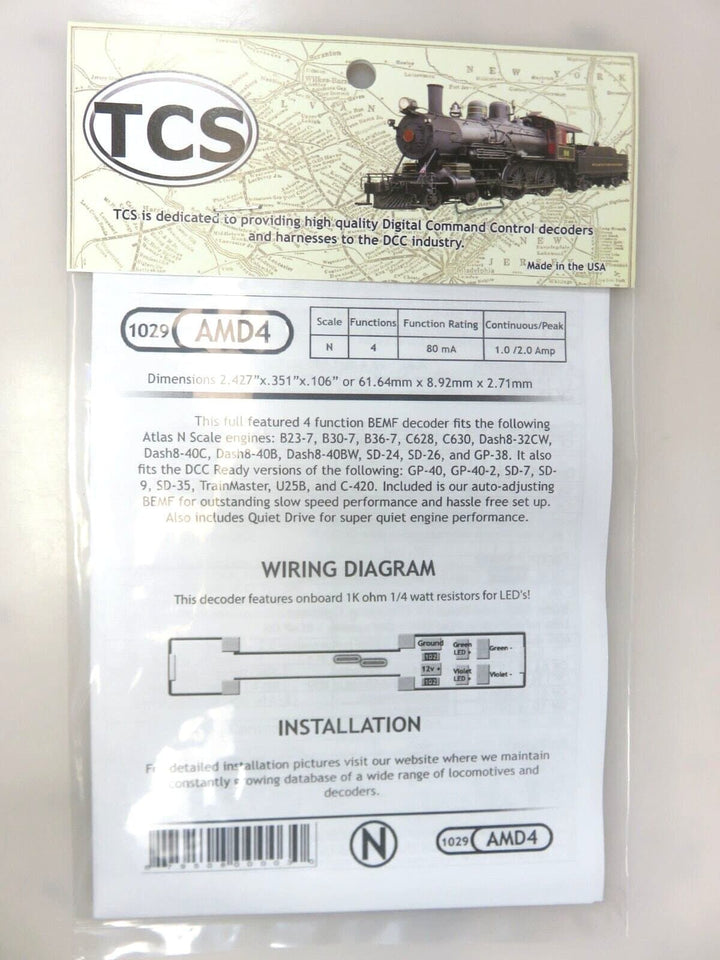 TCS
TCS is dedicated to providing high quality Digital Command Control decoders
and harnesses to the DCC industry.
Made in the USA
1029 AMD4
Scale Functions Function Rating Continuous/Peak
N 4 80 mA 1.0 /2.0 Amp
Dimensions 2.427"x.351"x.106" or 61.64mm x 8.92mm x 2.71mm
This full featured 4 function BEMF decoder fits the following
Atlas N Scale engines: B23-7, B30-7, B36-7, C628, C630, Dash8-32CW,
Dash8-40C, Dash8-40B, Dash8-40BW, SD-24, SD-26, and GP-38. It also
fits the DCC Ready versions of the following: GP-40, GP-40-2, SD-7, SD-
9, SD-35, TrainMaster, U25B, and C-420. Included is our auto-adjusting
BEMF for outstanding slow speed performance and hassle free set up.
Also includes Quiet Drive for super quiet engine performance.
WIRING DIAGRAM
This decoder features onboard 1K ohm 1/4 watt resistors for LED's!
Ground Green LED + Green -
102
12v + Violet LED + Violet -
102
INSTALLATION
For detailed installation pictures visit our website where we maintain
constantly growing database of a wide range of locomotives and
decoders.
N 1029 AMD4